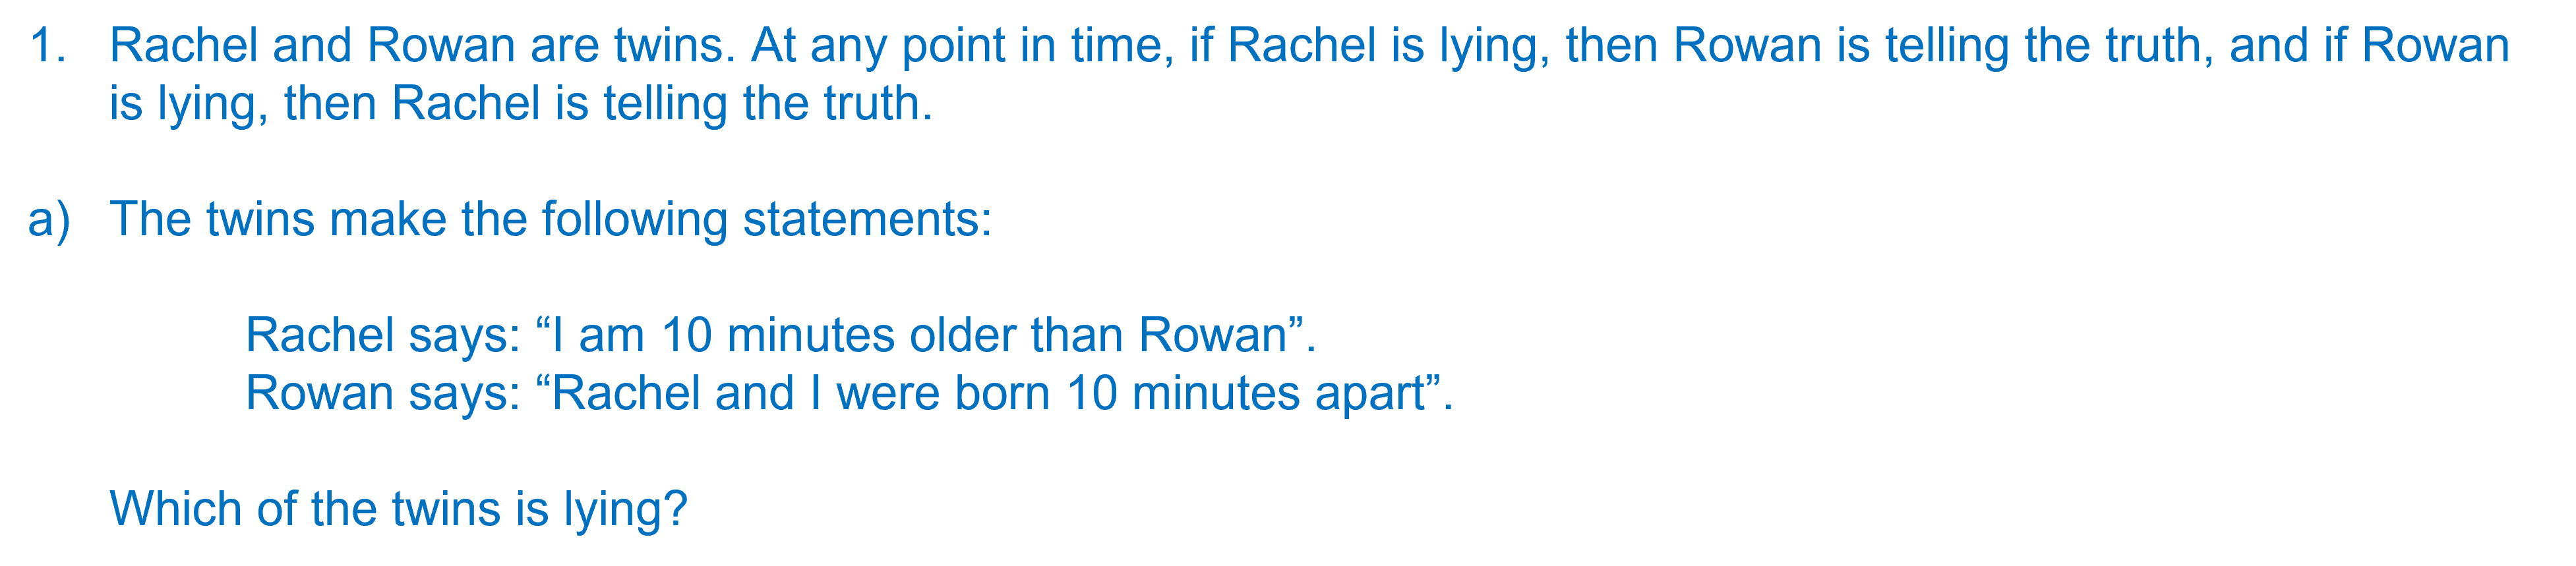 1. Rachel and Rowan are twins. At any point in time, if Rachel is lying, then Rowan is telling the truth, and if Rowan
is lying, then Rachel is telling the truth.
a) The twins make the following statements:
Rachel says: “I am 10 minutes older than Rowan”.
Rowan says: “Rachel and I were born 10 minutes apart”.
Which of the twins is lying?